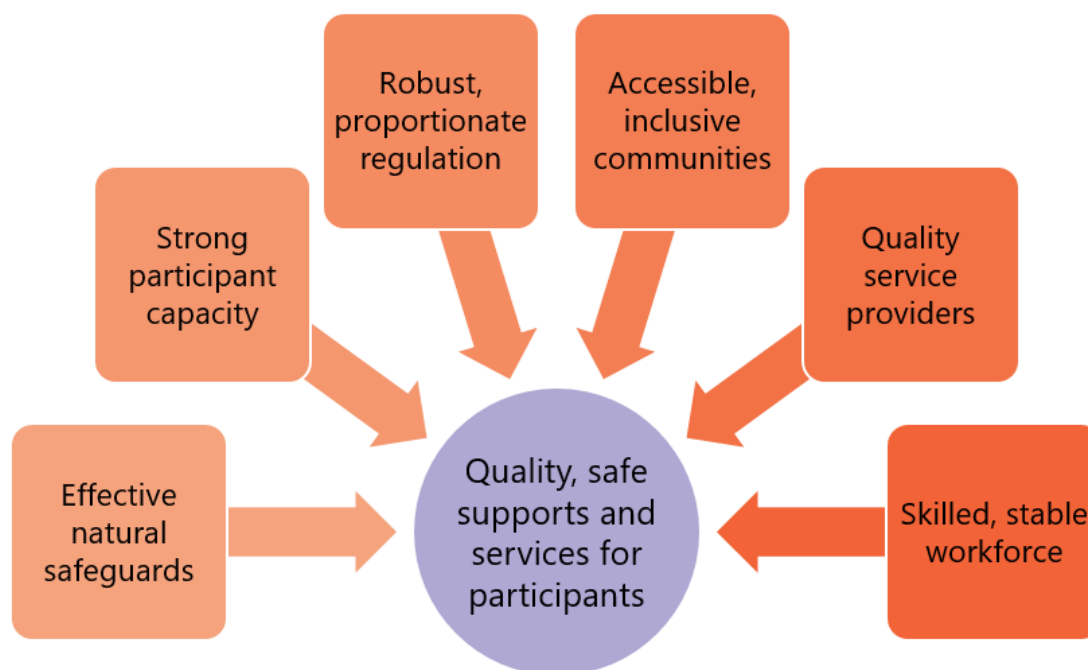 Robust,
proportionate
regulation
Accessible,
inclusive
communities
Strong
participant
capacity
Quality
service
providers
Effective
natural
safeguards
Quality, safe
supports and
services for
participants
Skilled, stable
workforce